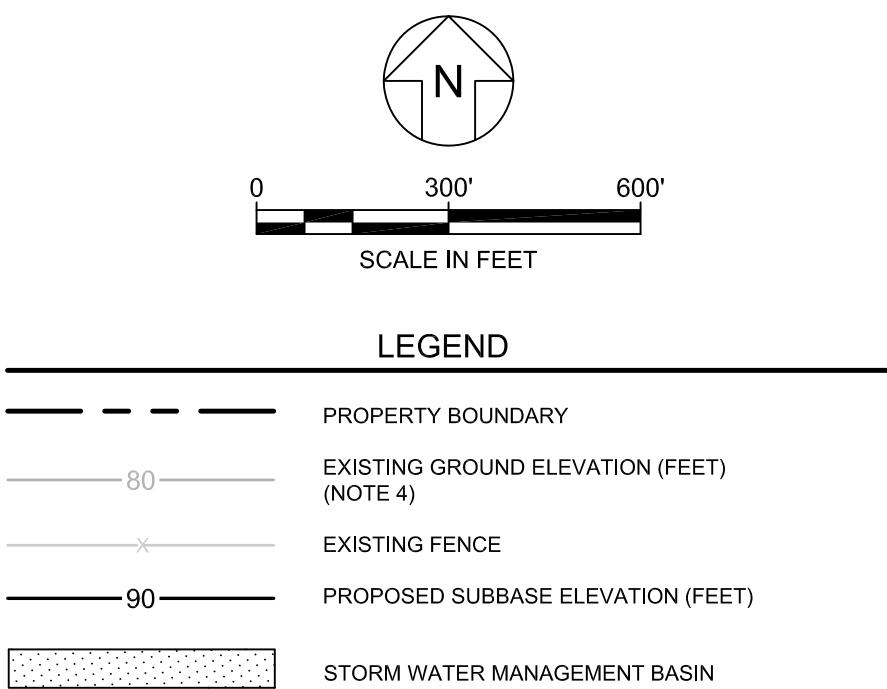 N
0 300' 600'
SCALE IN FEET
LEGEND
PROPERTY BOUNDARY
80 EXISTING GROUND ELEVATION (FEET)
(NOTE 4)
x EXISTING FENCE
90 PROPOSED SUBBASE ELEVATION (FEET)
STORM WATER MANAGEMENT BASIN